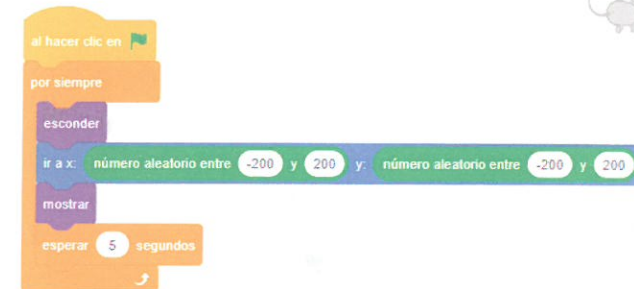 al hacer clic en
por siempre
esconder
ir a x: número aleatorio entre -200 y 200 y: número aleatorio entre -200 y 200
mostrar
esperar 5 segundos